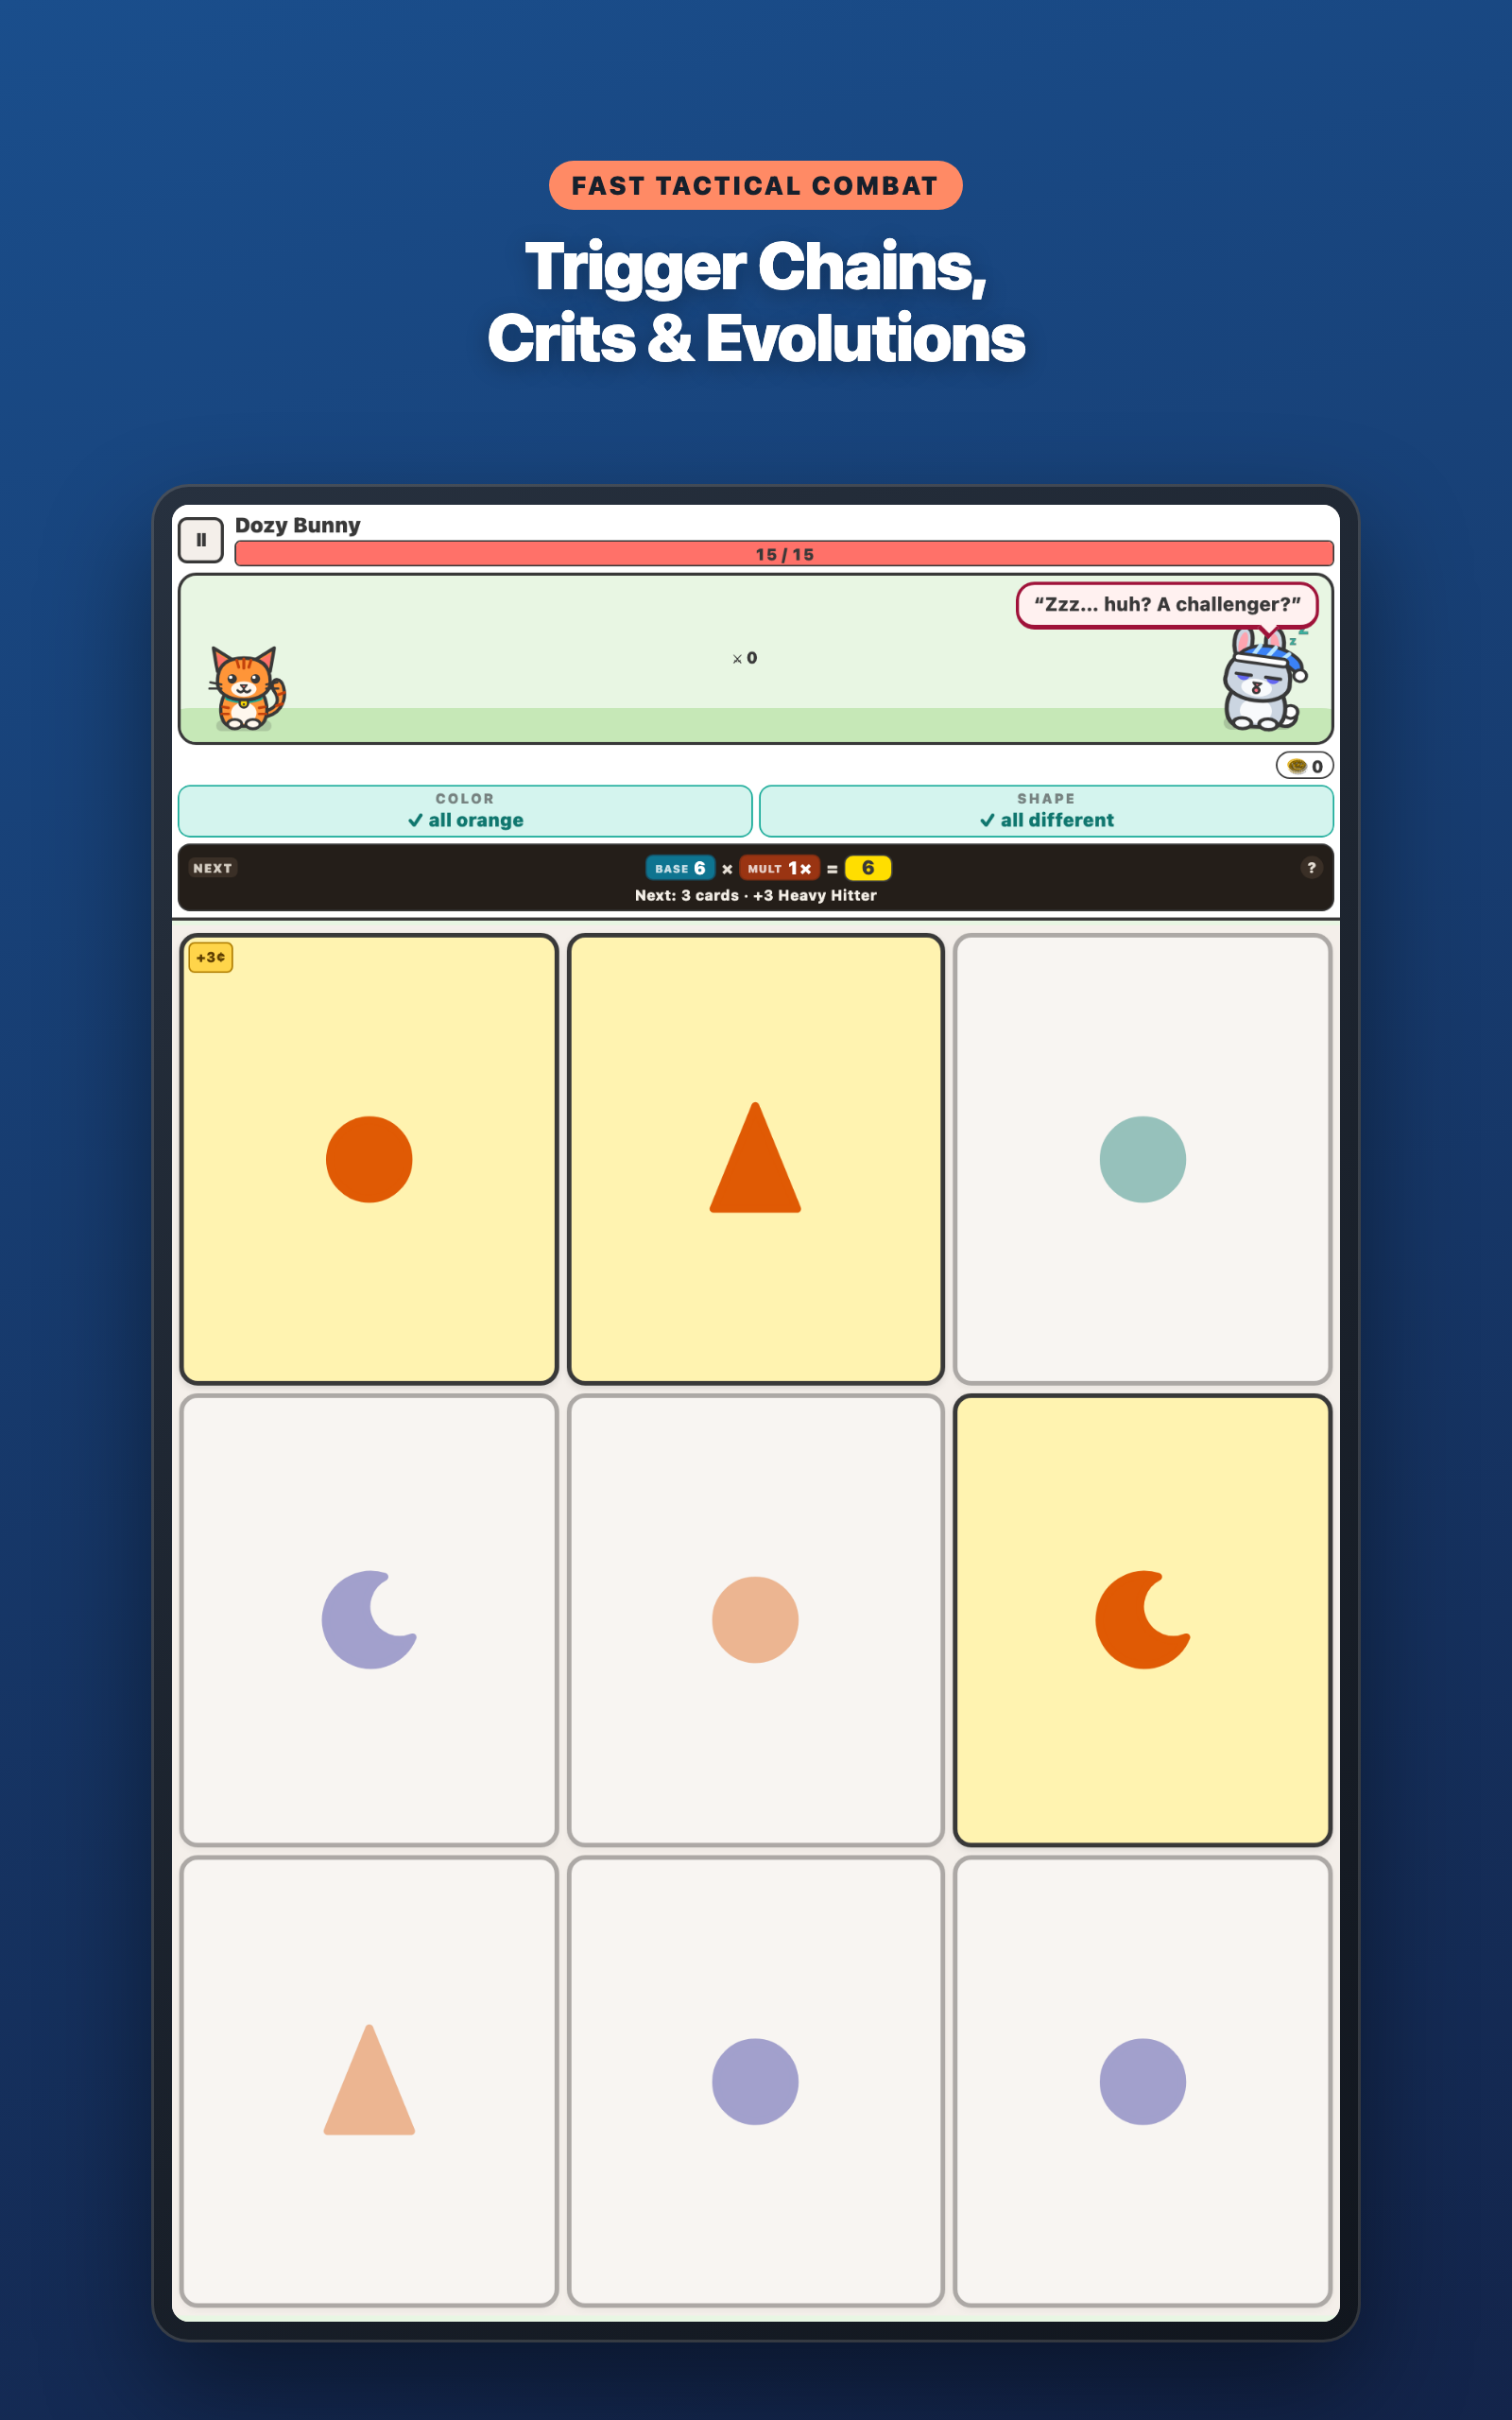 FAST TACTICAL COMBAT
Trigger Chains,
Crits & Evolutions
Dozy Bunny
15 / 15
“Zzz... huh? A challenger?”
z z
⚔ 0
0
COLOR
✓ all orange
SHAPE
✓ all different
NEXT
BASE 6 × MULT 1× = 6
?
Next: 3 cards · +3 Heavy Hitter
+3¢